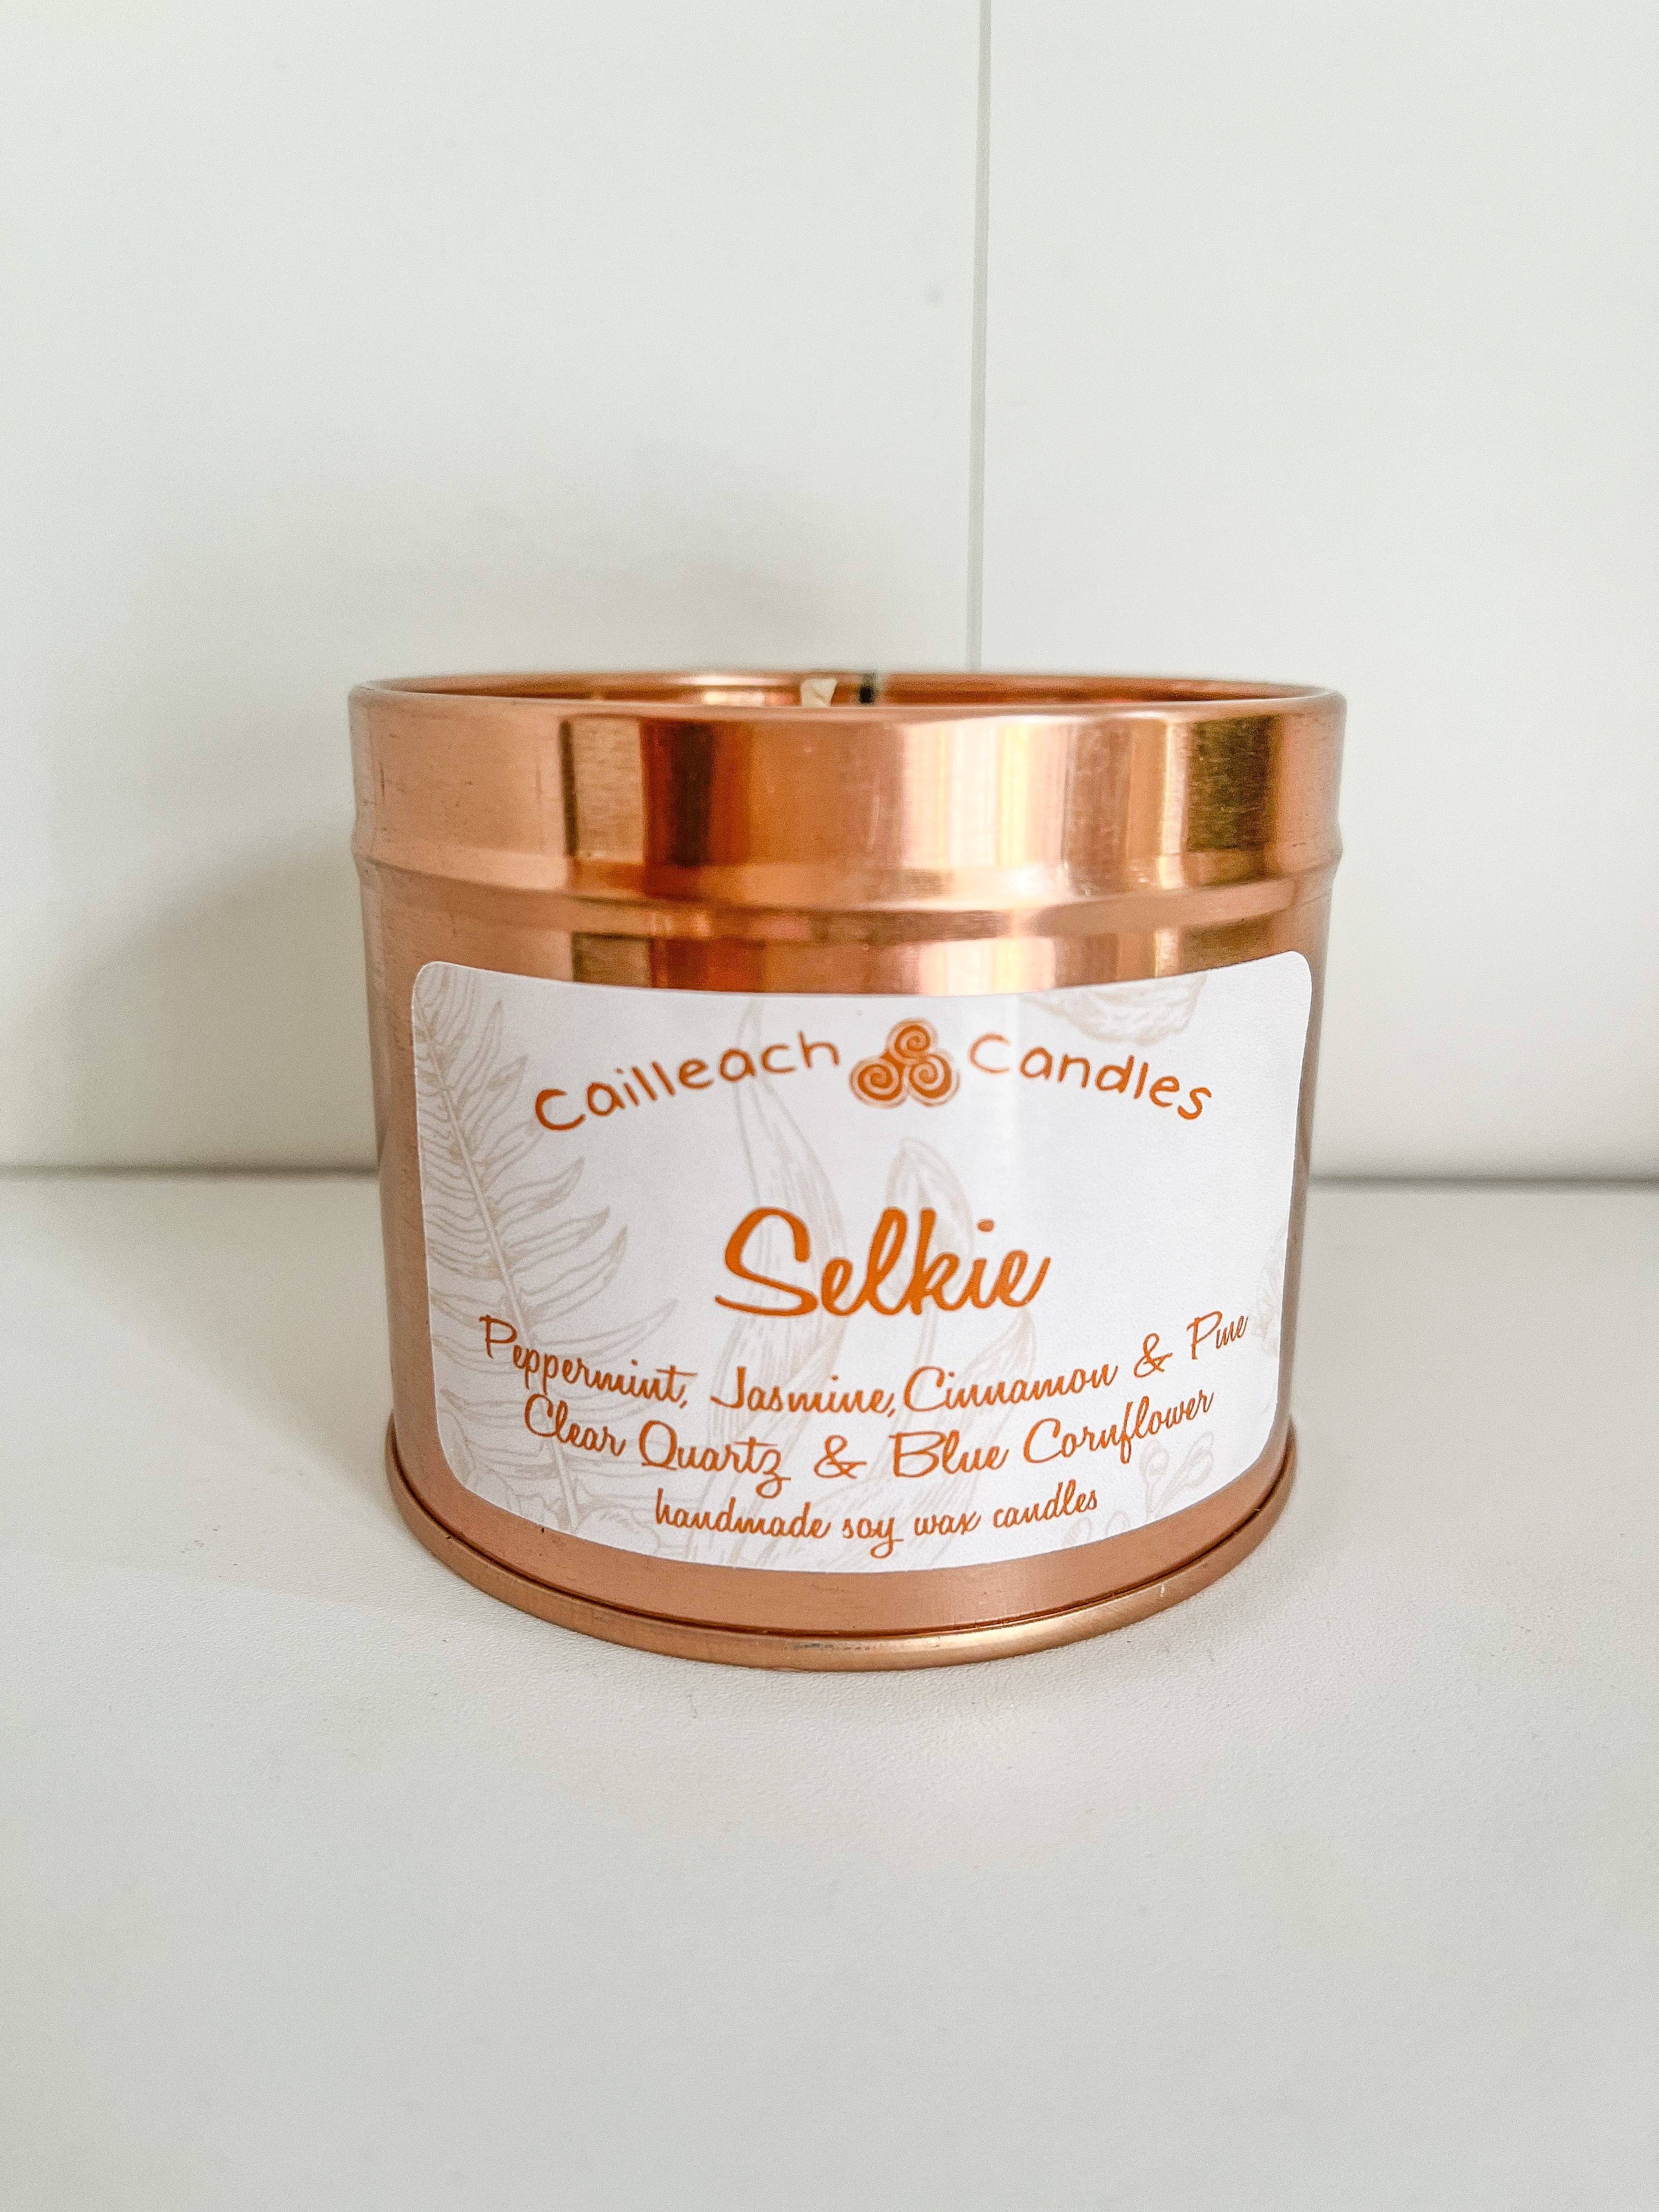 Cailleach Candles
Selkie
Peppermint, Jasmine, Cinnamon & Pine
Clear Quartz & Blue Cornflower
handmade soy wax candles